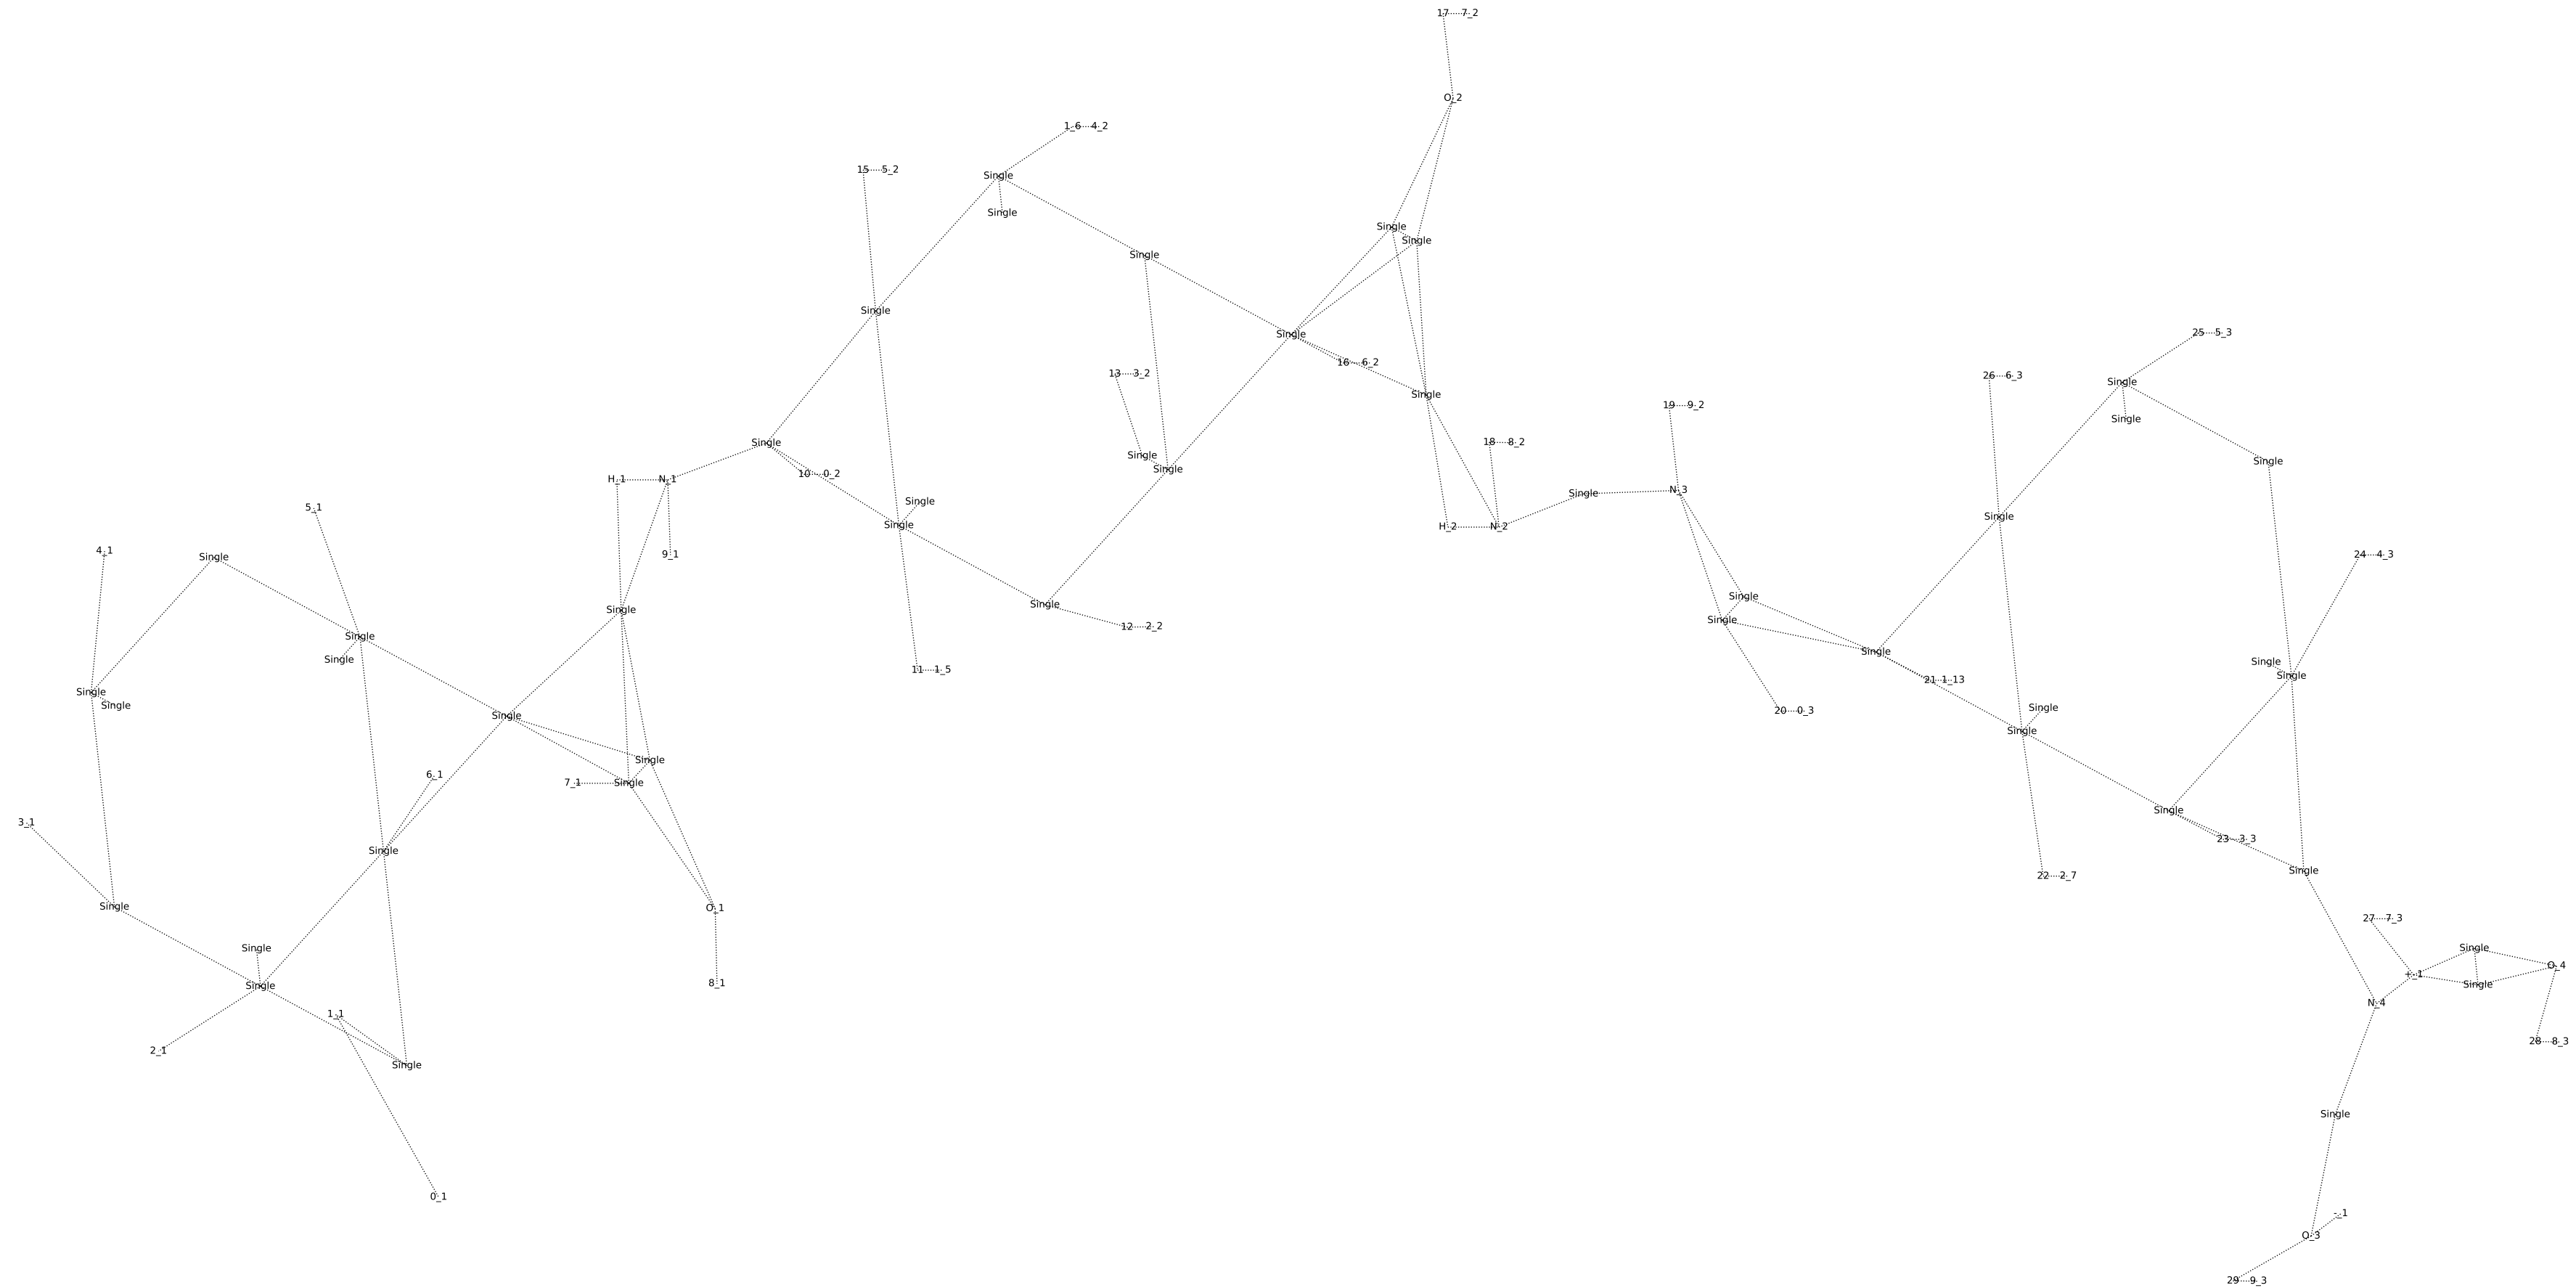 17 7_2
O_2
1_6 4_2
15 5_2
Single
Single
Single
Single
Single
Single
Single
25 5_3
16 6_2
13 3_2
26 6_3
Single
Single
19 9_2
Single
Single
18 8_2
Single
Single
Single
10 0_2
H_1 N_1
N_3
Single
Single
5_1
Single
Single
H_2 N_2
4_1
Single
9_1
24 4_3
Single
Single
Single
Single
12 2_2
Single
Single
Single
Single
Single
11 1_5
Single
21 1_13
Single
Single
Single
20 0_3
Single
Single
Single
6_1
7_1 Single
Single
3_1
23 3_3
Single
Single
22 2_7
Single
O_1
27 7_3
Single
Single
O_4
+_1
8_1
Single
Single
N_4
1_1
28 8_3
2_1
Single
Single
0_1
-_1
O_3
29 9_3